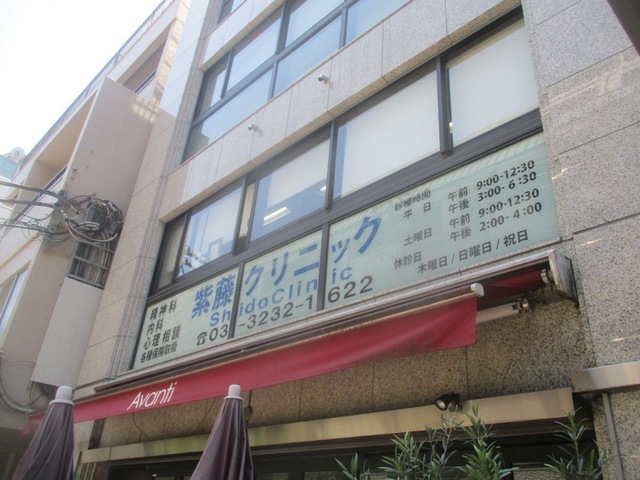 精神科
内科
心理相談
各種保険取扱
紫藤クリニック
Shido Clinic
☎03-3232-1622
診療時間
平 日 午前 9:00-12:30
午後 3:00-6:30
土曜日 午前 9:00-12:30
午後 2:00-4:00
休診日 木曜日/日曜日/祝日
Avanti